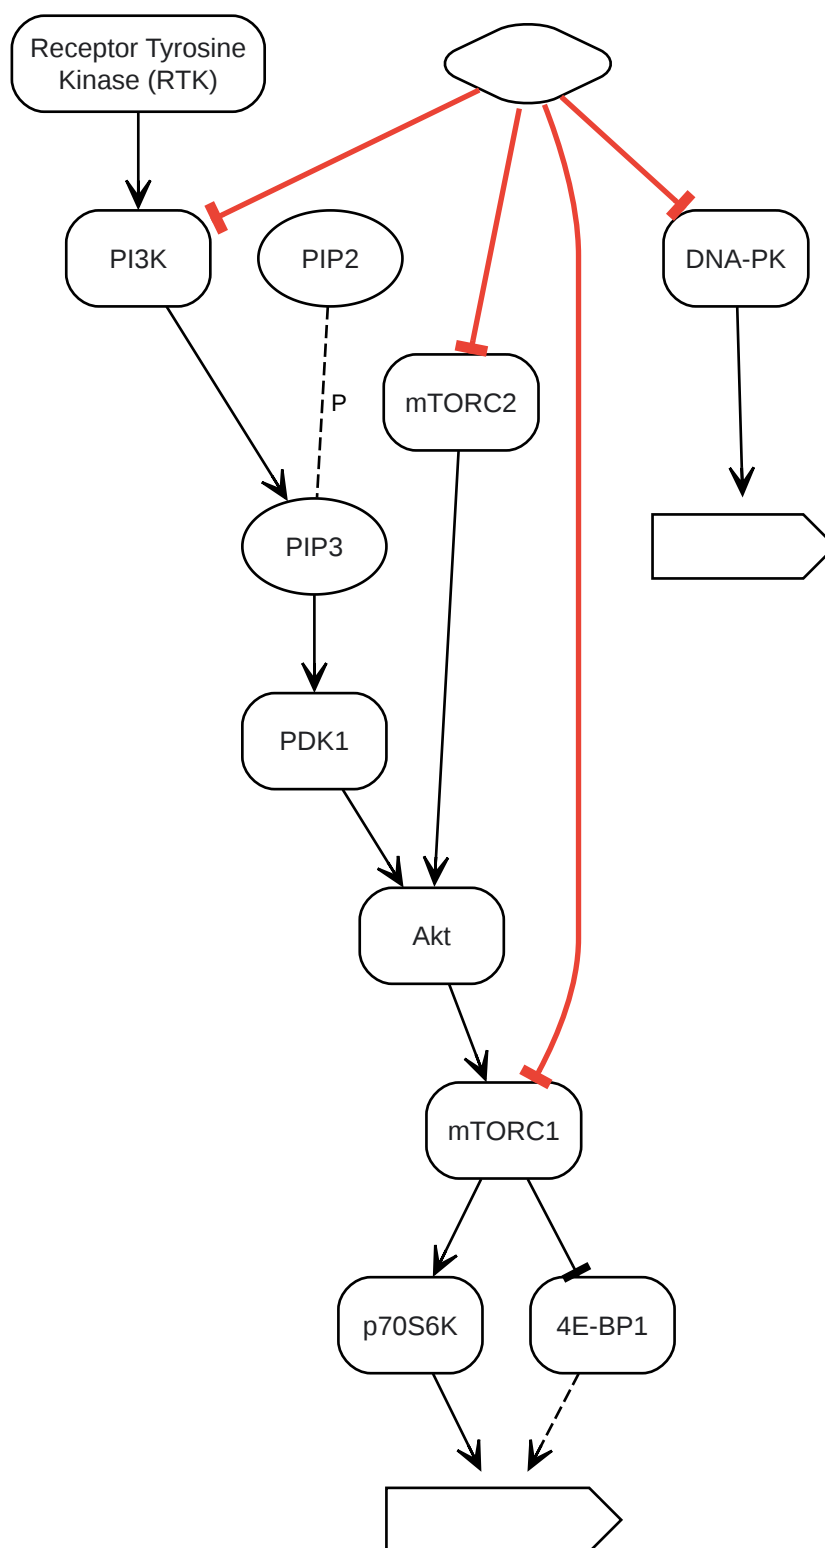 Receptor Tyrosine
Kinase (RTK)
PI3K
PIP2
DNA-PK
P
mTORC2
PIP3
PDK1
Akt
mTORC1
p70S6K
4E-BP1